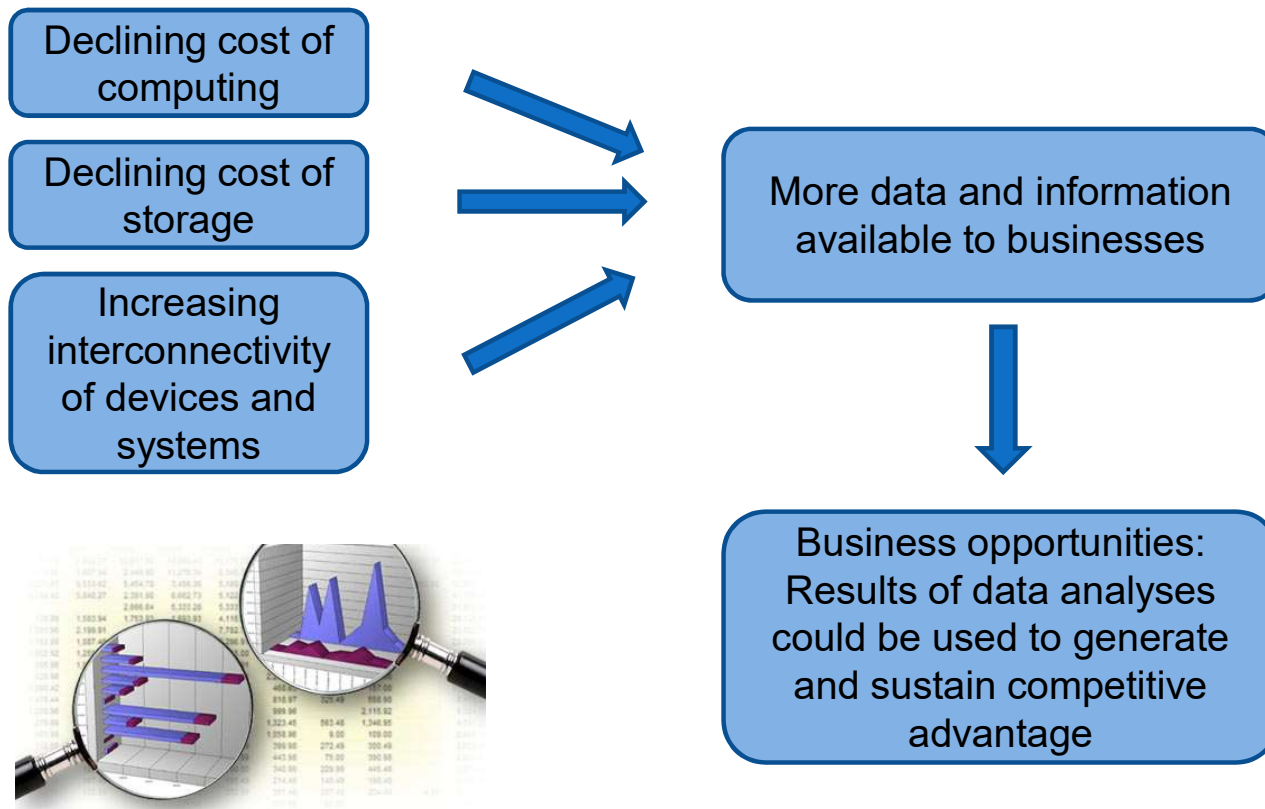 Declining cost of
computing
Declining cost of
storage
Increasing
interconnectivity
of devices and
systems
More data and information
available to businesses
Business opportunities:
Results of data analyses
could be used to generate
and sustain competitive
advantage